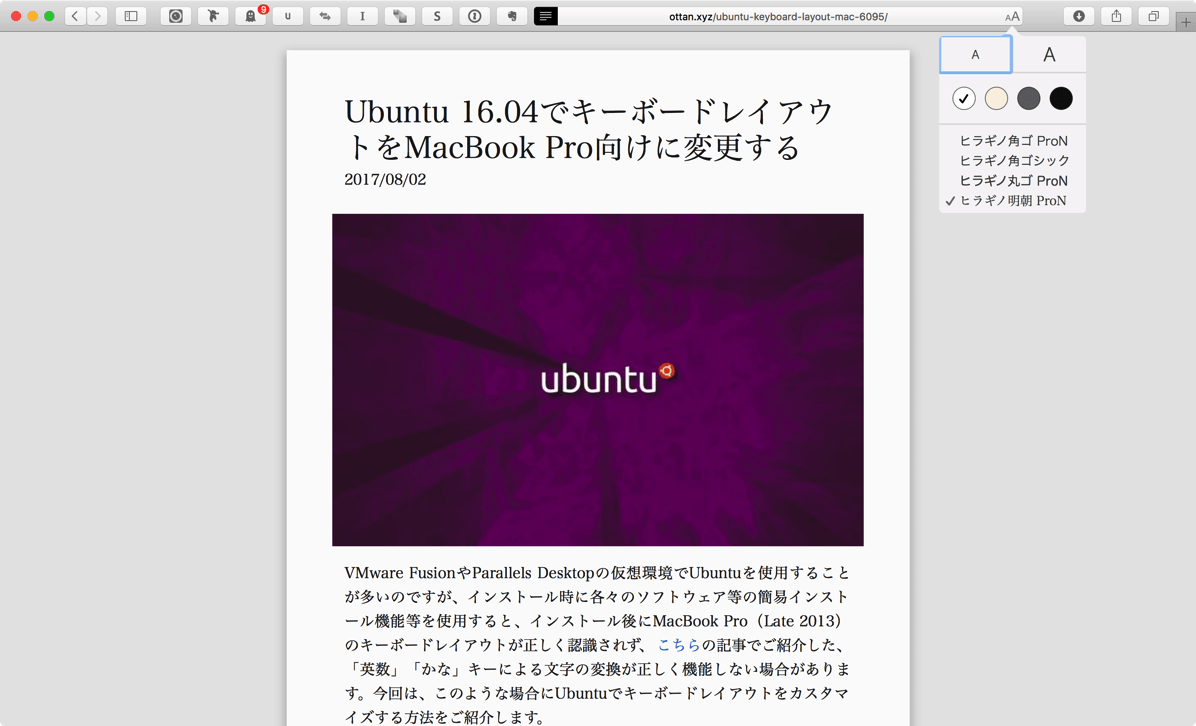 9
u
I
S
ottan.xyz/ubuntu-keyboard-layout-mac-6095/
AA
A
A
ヒラギノ角ゴ ProN
ヒラギノ角ゴシック
ヒラギノ丸ゴ ProN
ヒラギノ明朝 ProN
Ubuntu 16.04でキーボードレイアウ
トをMacBook Pro向けに変更する
2017/08/02
ubuntu
VMware FusionやParallels Desktopの仮想環境でUbuntuを使用すること
が多いのですが、インストール時に各々のソフトウェア等の簡易インスト
ール機能等を使用すると、インストール後にMacBook Pro（Late 2013）
のキーボードレイアウトが正しく認識されず、こちらの記事でご紹介した、
「英数」「かな」キーによる文字の変換が正しく機能しない場合がありま
す。今回は、このような場合にUbuntuでキーボードレイアウトをカスタマ
イズする方法をご紹介します。